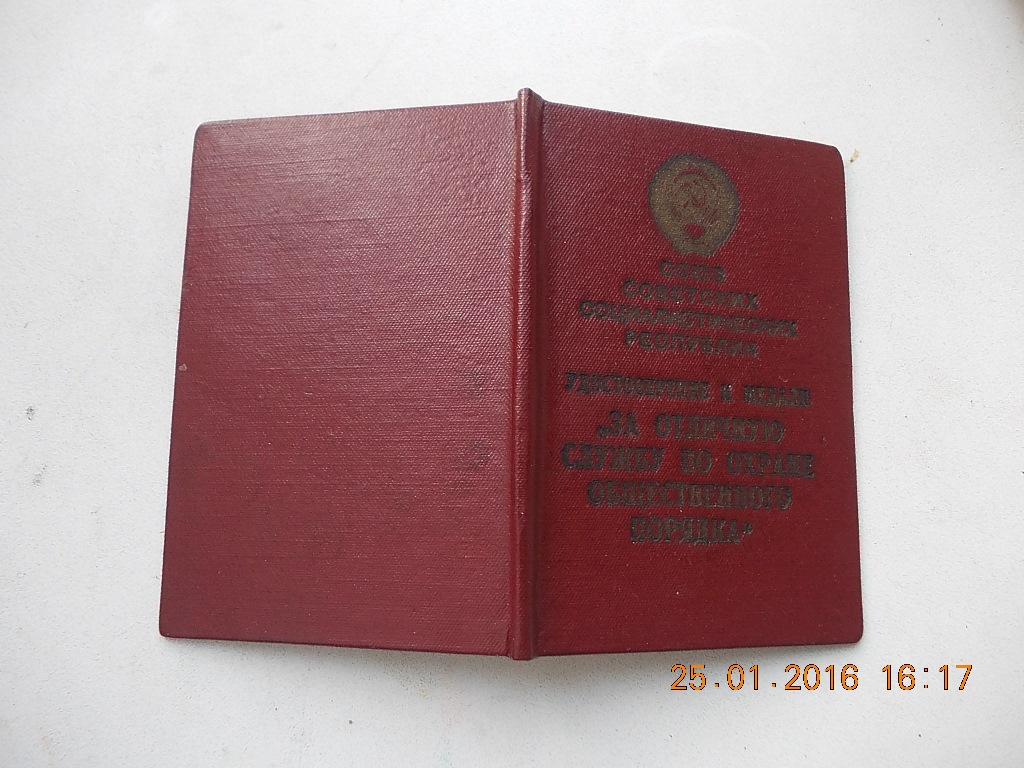 СОЮЗ
СОВЕТСКИХ
СОЦИАЛИСТИЧЕСКИХ
РЕСПУБЛИК
УДОСТОВЕРЕНИЕ К МЕДАЛИ
„ЗА ОТЛИЧНУЮ
СЛУЖБУ ПО ОХРАНЕ
ОБЩЕСТВЕННОГО
ПОРЯДКА"
25.01.2016 16:17